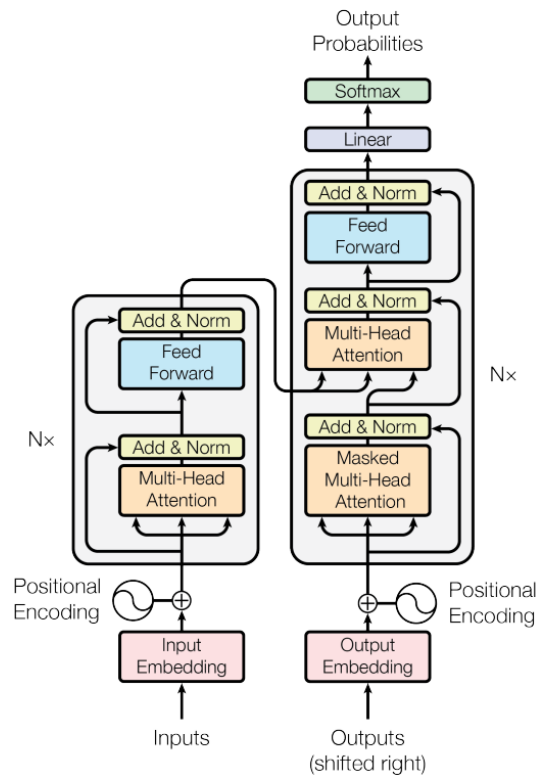 Output
Probabilities
Softmax
Linear
Add & Norm
Feed
Forward
Add & Norm
Multi-Head
Attention
Add & Norm
Masked
Multi-Head
Attention
N×
Add & Norm
Feed
Forward
N×
Add & Norm
Multi-Head
Attention
Positional
Encoding
Positional
Encoding
Input
Embedding
Output
Embedding
Inputs
Outputs
(shifted right)